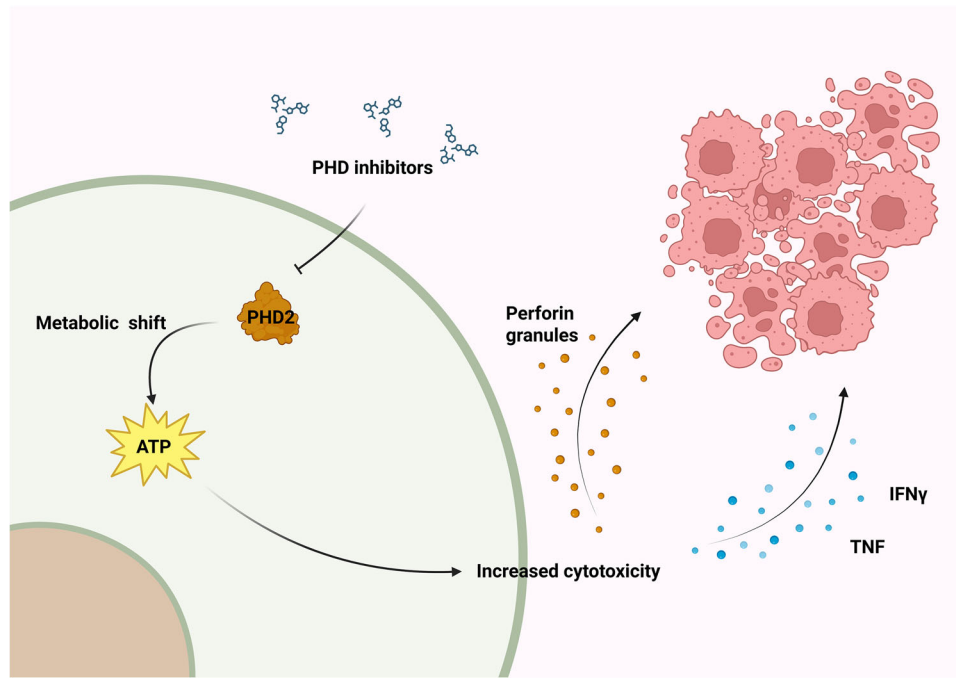 PHD inhibitors
PHD2
Metabolic shift
ATP
Perforin
granules
Increased cytotoxicity
IFNγ
TNF